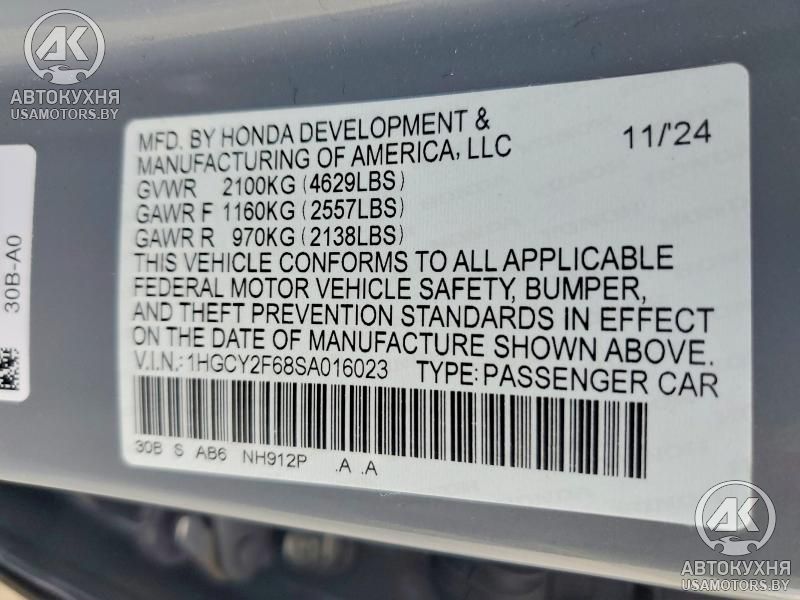 АК
АВТОКУХНЯ
USAMOTORS.BY
30B-A0
MFD. BY HONDA DEVELOPMENT &
MANUFACTURING OF AMERICA, LLC
11/'24
GVWR 2100KG (4629LBS)
GAWR F 1160KG (2557LBS)
GAWR R 970KG (2138LBS)
THIS VEHICLE CONFORMS TO ALL APPLICABLE
FEDERAL MOTOR VEHICLE SAFETY, BUMPER,
AND THEFT PREVENTION STANDARDS IN EFFECT
ON THE DATE OF MANUFACTURE SHOWN ABOVE.
V.I.N.: 1HGCY2F68SA016023 TYPE: PASSENGER CAR
30B S AB6 NH912P .A .A
АК
АВТОКУХНЯ
USAMOTORS.BY